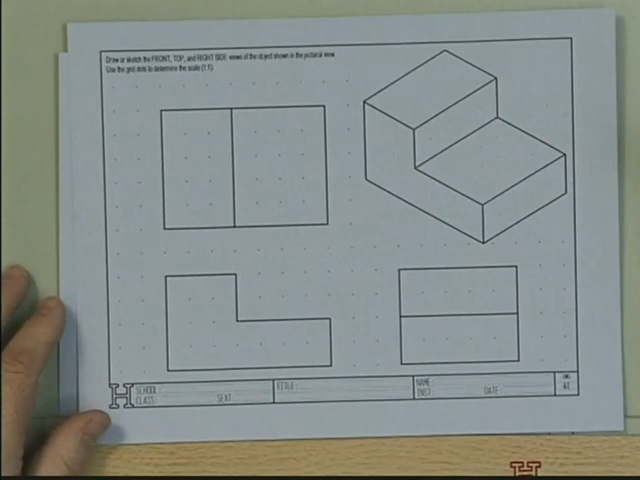 Draw or sketch the FRONT, TOP, and RIGHT SIDE views of the object shown in the pictorial view.
Use the grid dots to determine the scale (1:1)
H
SCHOOL:
CLASS:
SEAT:
TITLE:
NAME:
INST.:
DATE:
H